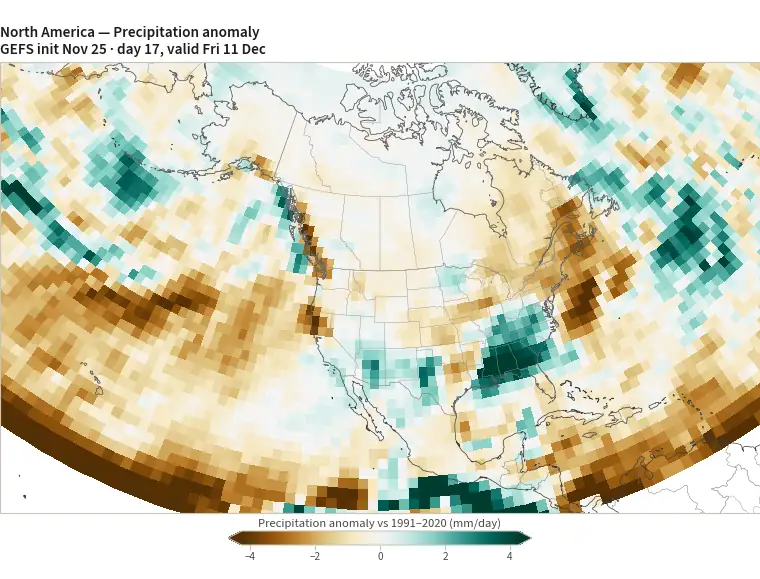 North America — Precipitation anomaly
GEFS init Nov 25 · day 17, valid Fri 11 Dec
Precipitation anomaly vs 1991–2020 (mm/day)
−4 −2 0 2 4